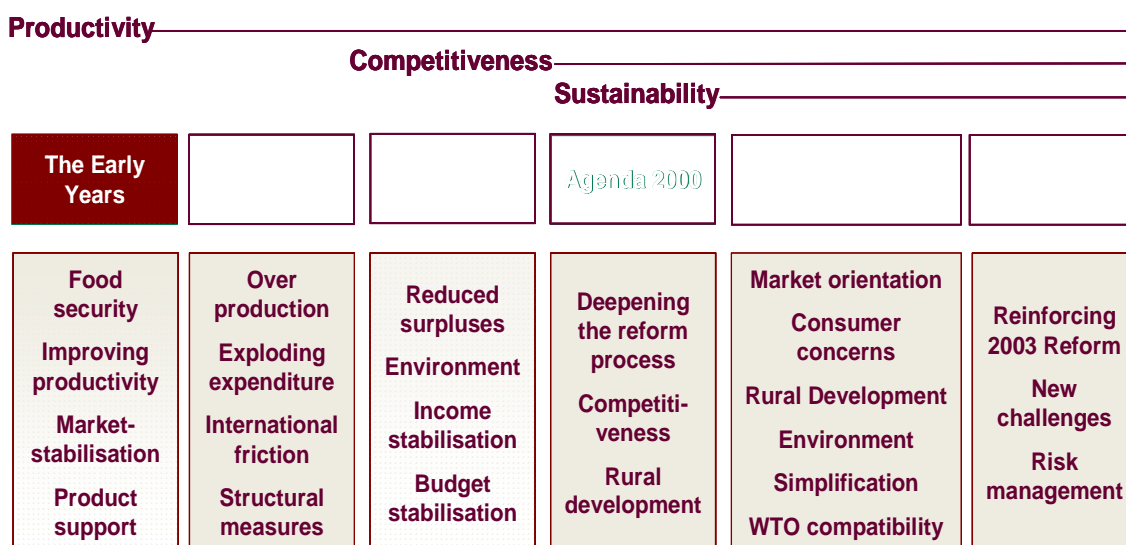 Productivity
Competitiveness
Sustainability
The Early
Years
Agenda 2000
Food
security
Improving
productivity
Market-
stabilisation
Product
support
Over
production
Exploding
expenditure
International
friction
Structural
measures
Reduced
surpluses
Environment
Income
stabilisation
Budget
stabilisation
Deepening
the reform
process
Competiti-
veness
Rural
development
Market orientation
Consumer
concerns
Rural Development
Environment
Simplification
WTO compatibility
Reinforcing
2003 Reform
New
challenges
Risk
management